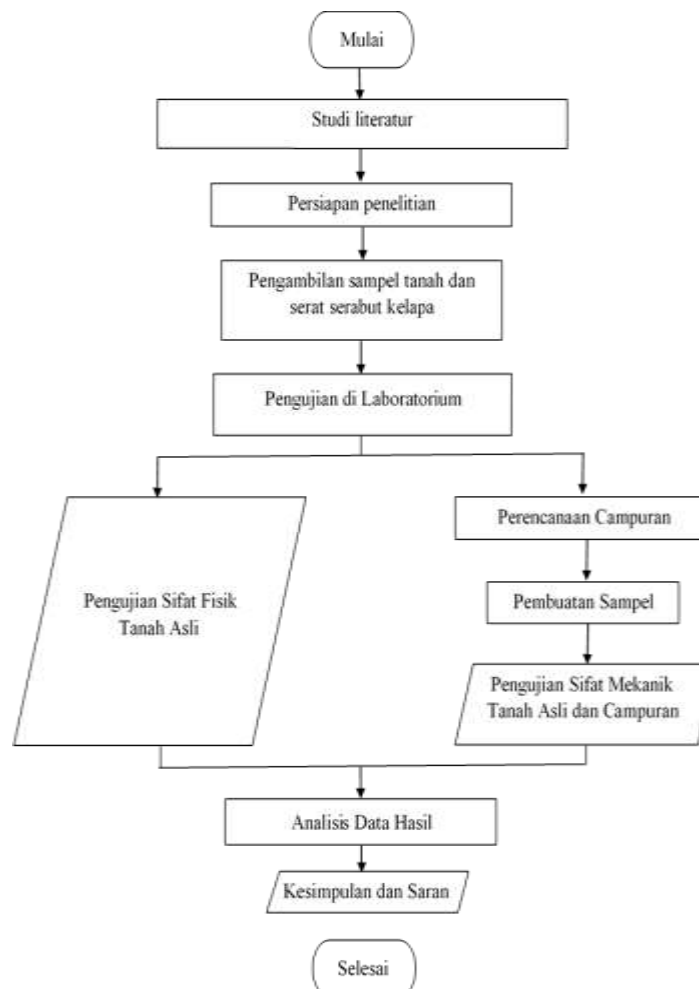 Mulai
Studi literatur
Persiapan penelitian
Pengambilan sampel tanah dan
serat serabut kelapa
Pengujian di Laboratorium
Pengujian Sifat Fisik
Tanah Asli
Perencanaan Campuran
Pembuatan Sampel
Pengujian Sifat Mekanik
Tanah Asli dan Campuran
Analisis Data Hasil
Kesimpulan dan Saran
Selesai